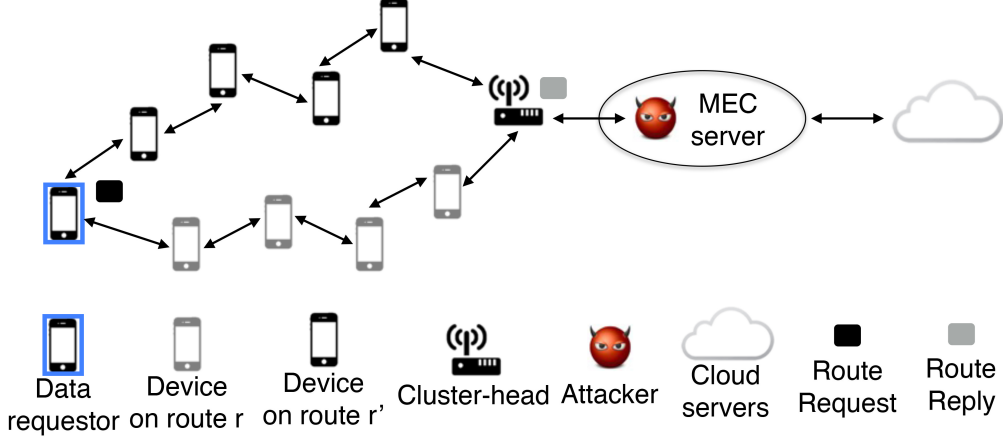 MEC
server
Data
requestor
Device
on route r
Device
on route r’
Cluster-head
Attacker
Cloud
servers
Route
Request
Route
Reply